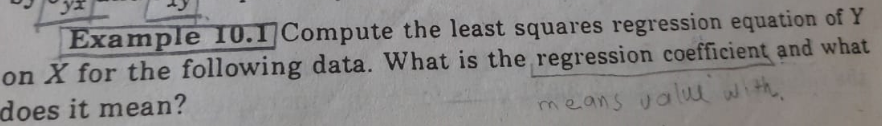 Example 10.1 Compute the least squares regression equation of Y
on X for the following data. What is the regression coefficient and what
does it mean?
means value with.